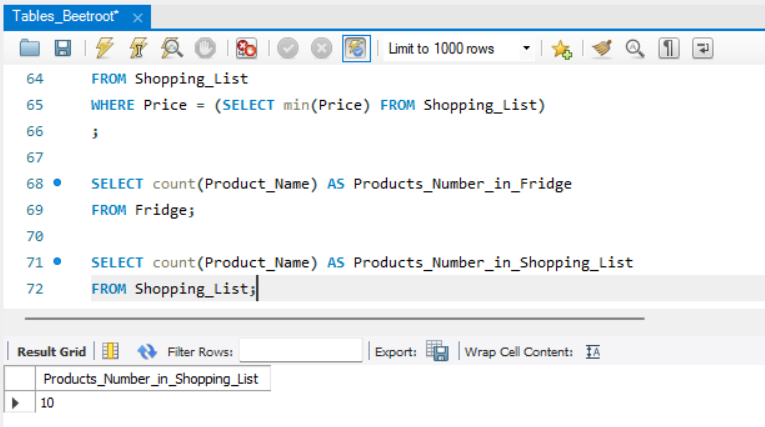 Tables_Beetroot* ×
Limit to 1000 rows
64 FROM Shopping_List
65 WHERE Price = (SELECT min(Price) FROM Shopping_List)
66 ;
67
68 SELECT count(Product_Name) AS Products_Number_in_Fridge
69 FROM Fridge;
70
71 SELECT count(Product_Name) AS Products_Number_in_Shopping_List
72 FROM Shopping_List;
Result Grid Filter Rows: Export: Wrap Cell Content: IA
Products_Number_in_Shopping_List
10